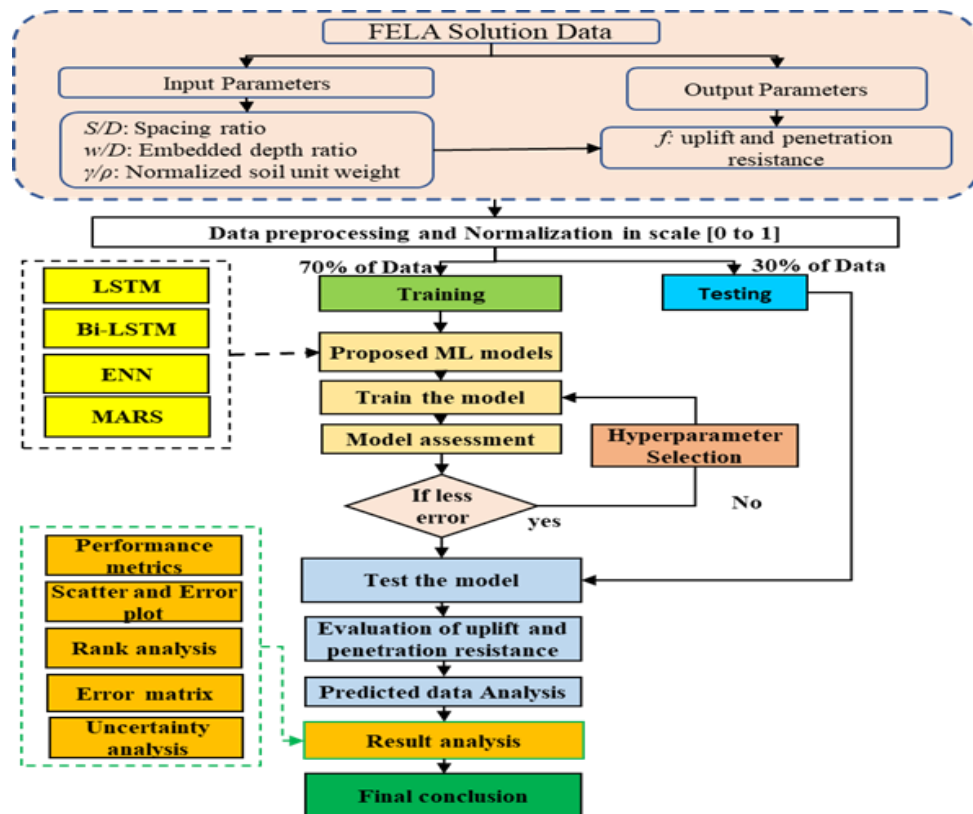 FELA Solution Data
Input Parameters
Output Parameters
S/D: Spacing ratio
w/D: Embedded depth ratio
γ/ρ: Normalized soil unit weight
f: uplift and penetration
resistance
Data preprocessing and Normalization in scale [0 to 1]
70% of Data
30% of Data
LSTM
Bi-LSTM
ENN
MARS
Training
Testing
Proposed ML models
Train the model
Model assessment
Hyperparameter
Selection
If less
error
yes
No
Performance
metrics
Scatter and Error
plot
Rank analysis
Error matrix
Uncertainty
analysis
Test the model
Evaluation of uplift and
penetration resistance
Predicted data Analysis
Result analysis
Final conclusion